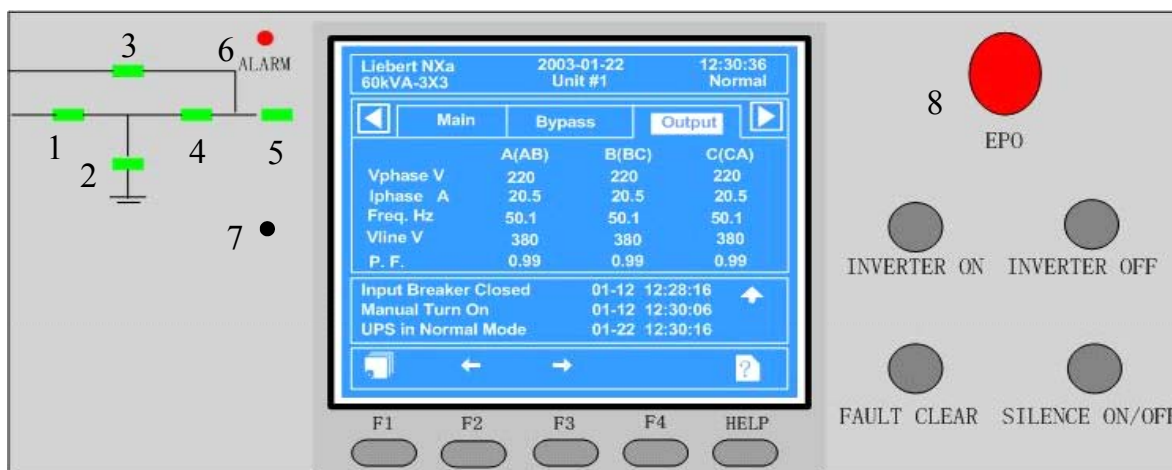 3
6
ALARM
1
2
4
5
7
Liebert NXa 2003-01-22 12:30:36
60kVA-3X3 Unit #1 Normal
Main Bypass Output
A(AB) B(BC) C(CA)
Vphase V 220 220 220
Iphase A 20.5 20.5 20.5
Freq. Hz 50.1 50.1 50.1
Vline V 380 380 380
P. F. 0.99 0.99 0.99
Input Breaker Closed 01-12 12:28:16
Manual Turn On 01-12 12:30:06
UPS in Normal Mode 01-22 12:30:16
?
F1 F2 F3 F4 HELP
8
EPO
INVERTER ON INVERTER OFF
FAULT CLEAR SILENCE ON/OFF